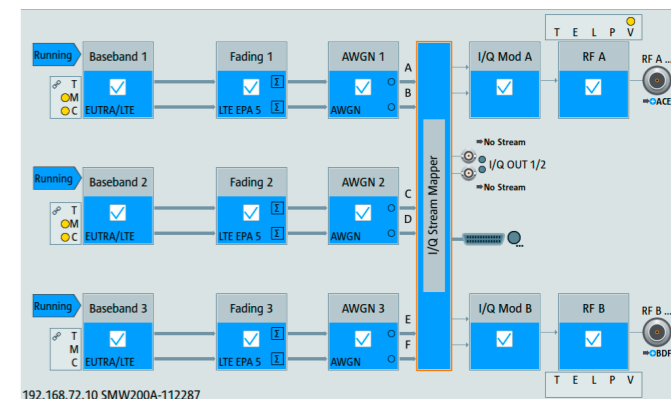 T E L P V
Running Baseband 1 Fading 1 AWGN 1 I/Q Mod A RF A RF A ...
A
T
M
B
C EUTRA/LTE LTE EPA 5 Σ Σ AWGN ACE
No Stream
I/Q OUT 1/2
No Stream
Running Baseband 2 Fading 2 AWGN 2
C
T
M
D
C EUTRA/LTE LTE EPA 5 Σ Σ AWGN
I/Q Stream Mapper
...
Running Baseband 3 Fading 3 AWGN 3 I/Q Mod B RF B RF B ...
E
T
M
F
C EUTRA/LTE LTE EPA 5 Σ Σ AWGN BDF
T E L P V
192.168.72.10 SMW200A-112287